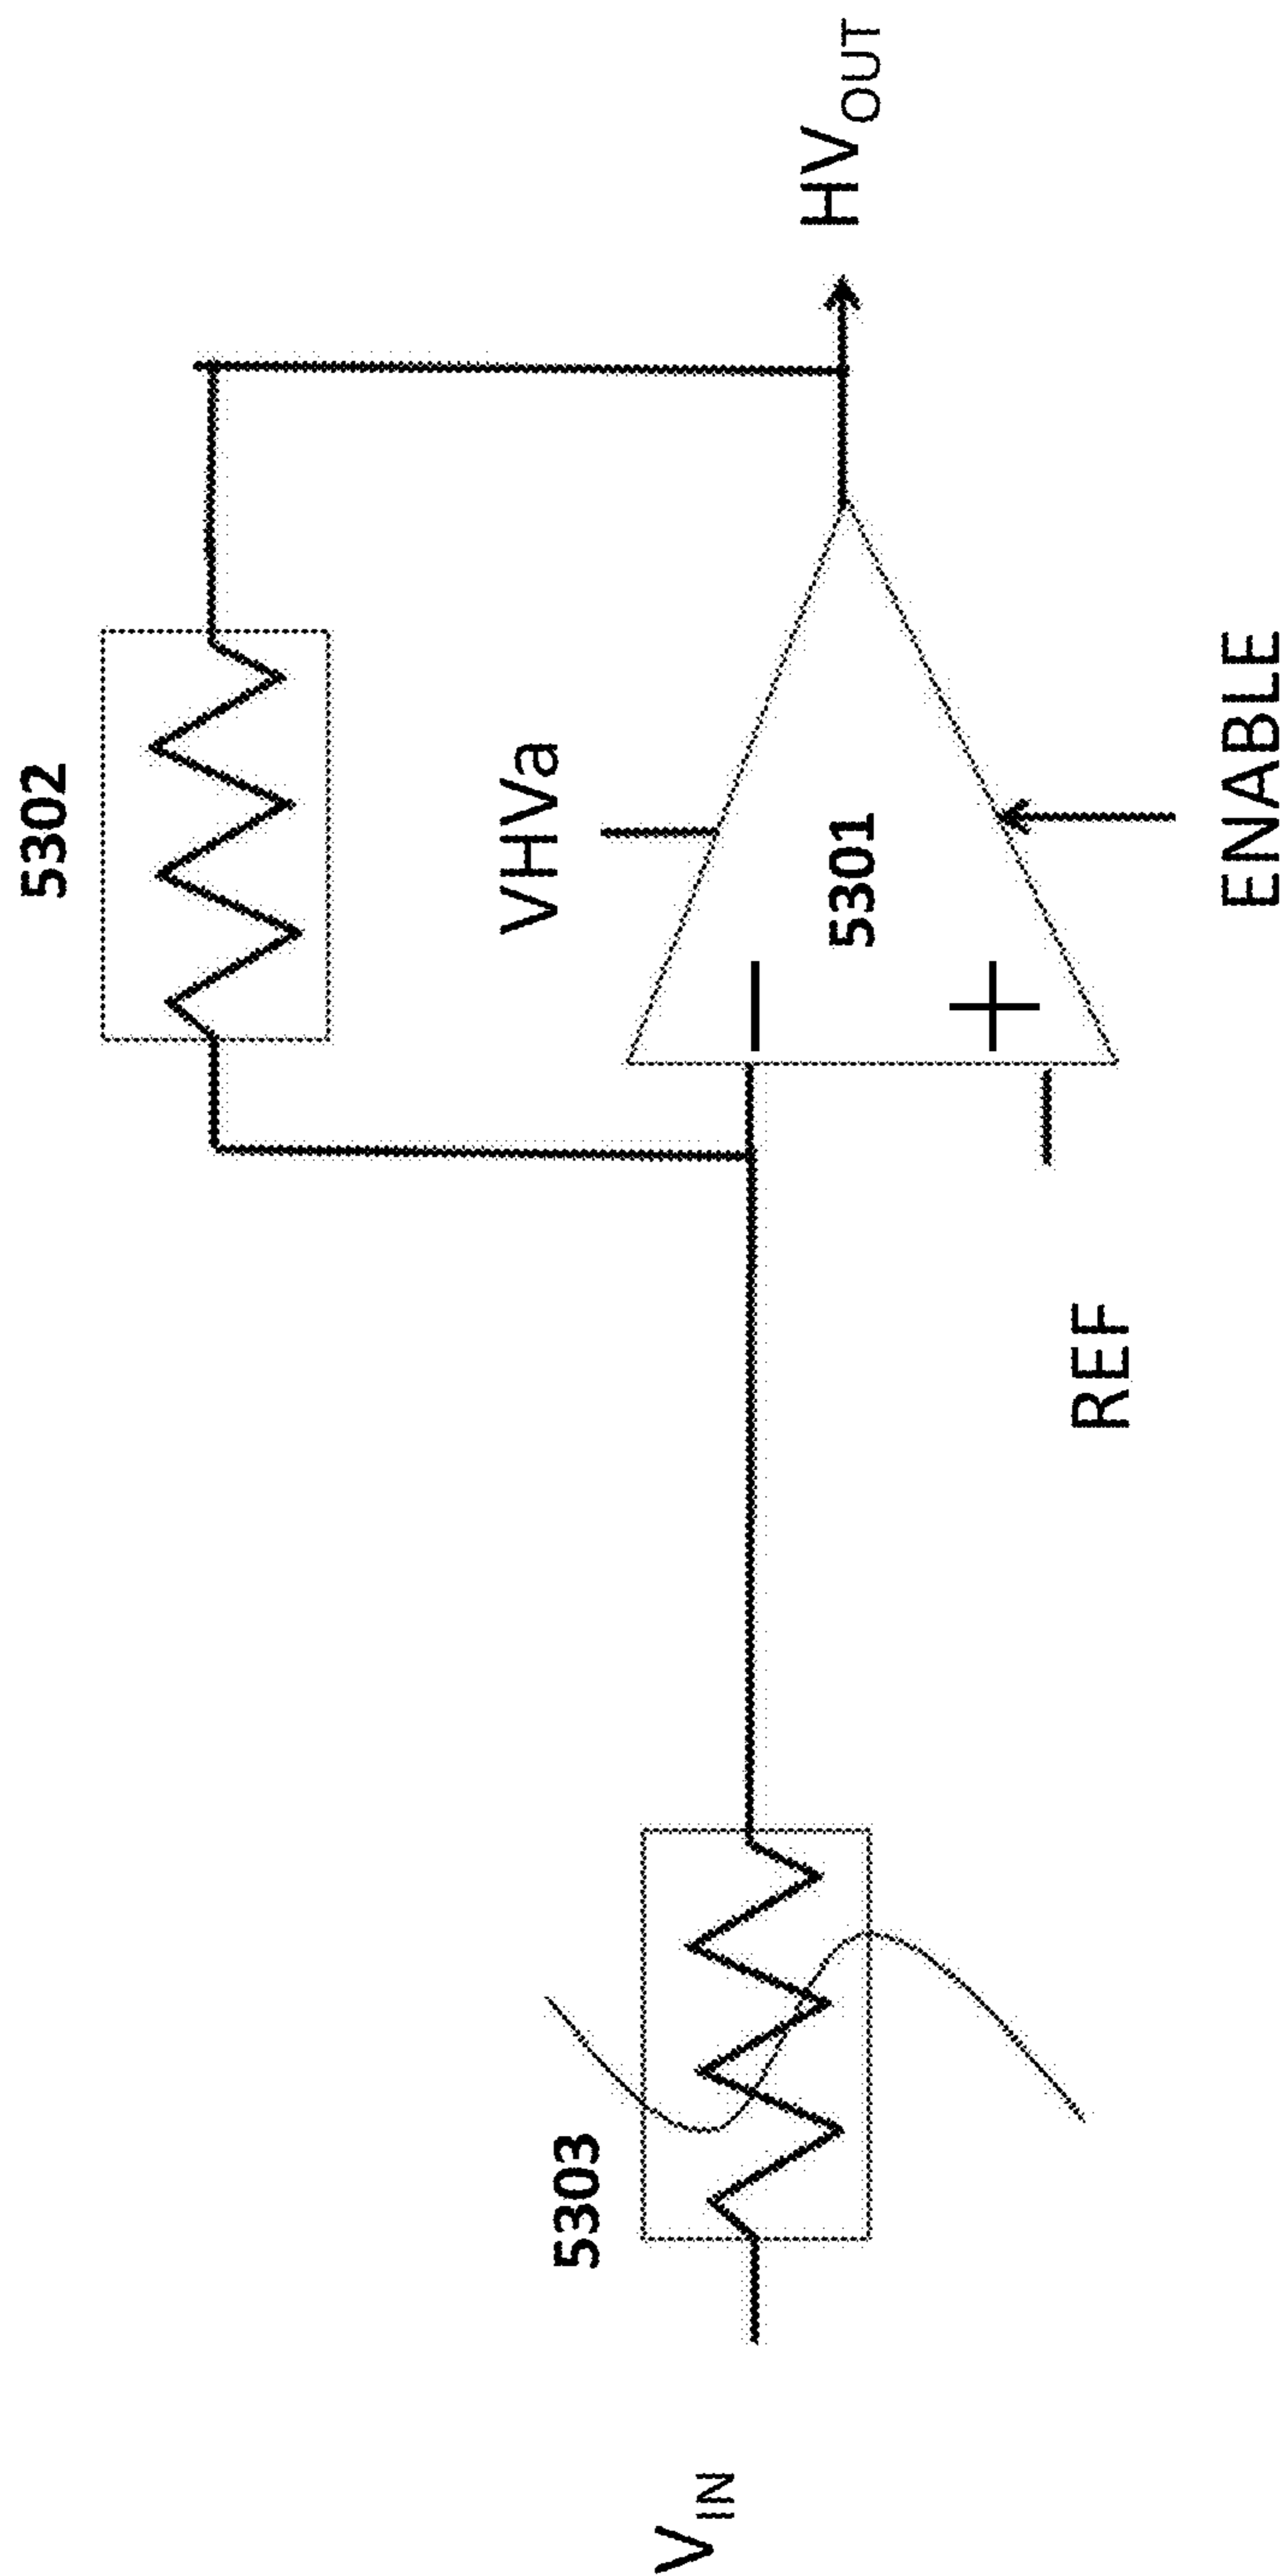 5302
VHVa
HV_OUT
5301
−
+
ENABLE
REF
5303
V_IN